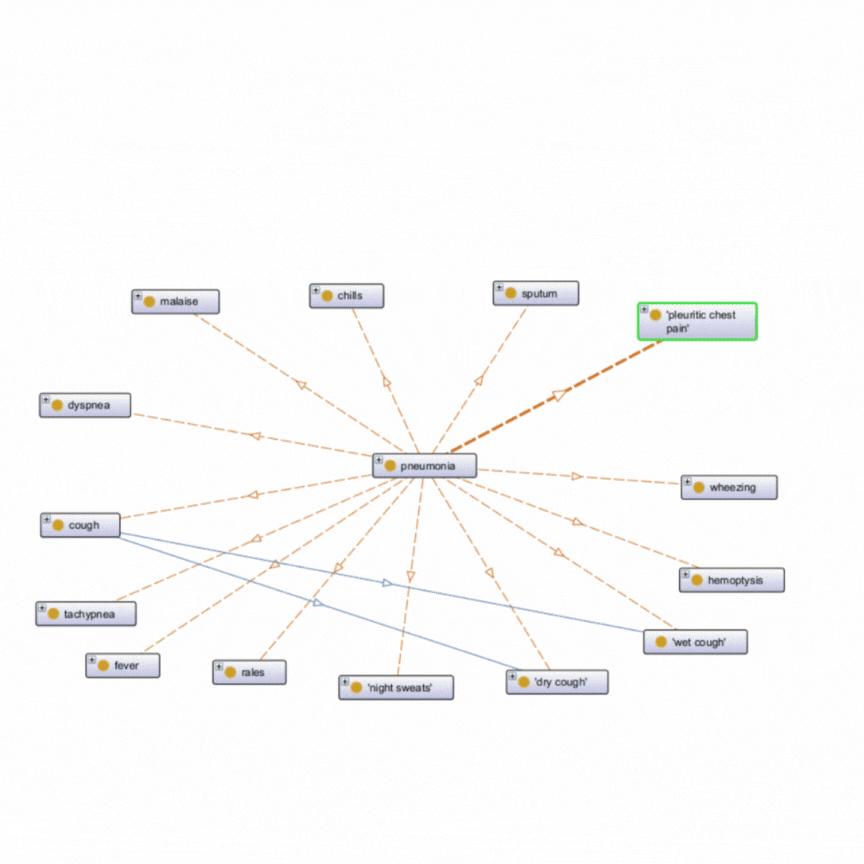 malaise
chills
sputum
'pleuritic chest
pain'
dyspnea
pneumonia
wheezing
cough
hemoptysis
tachypnea
'wet cough'
fever
rales
'night sweats'
'dry cough'